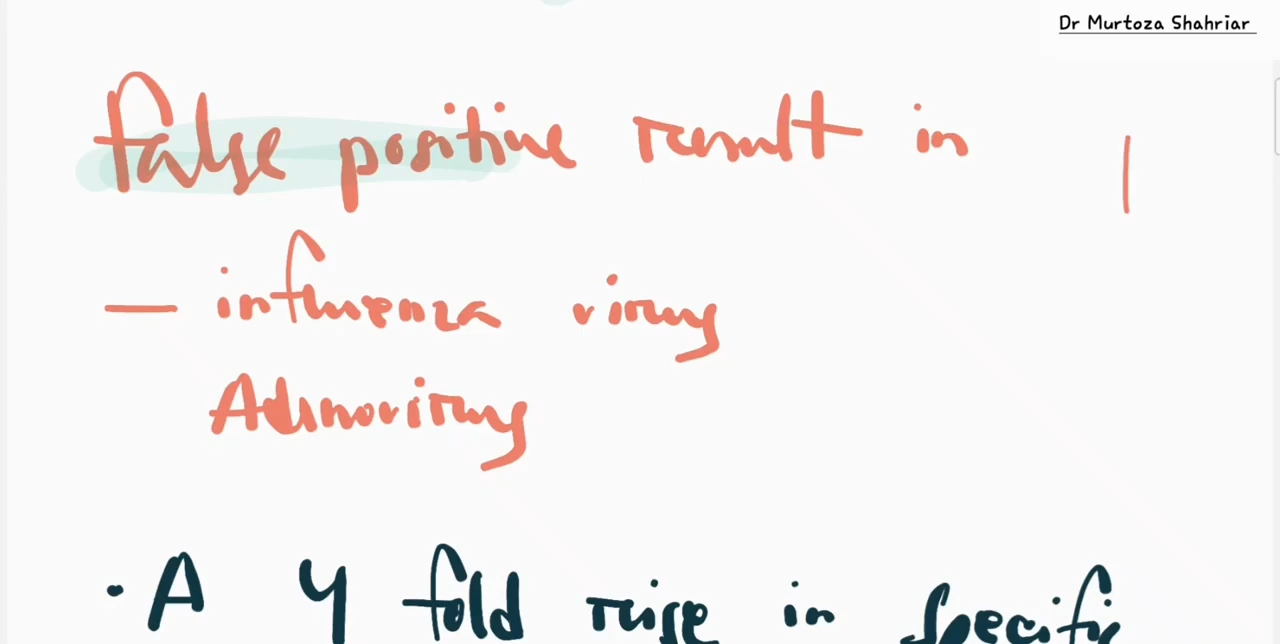 Dr Murtoza Shahriar
false positive result in
— influenza virus
Adenovirus
· A 4 fold rise in specific